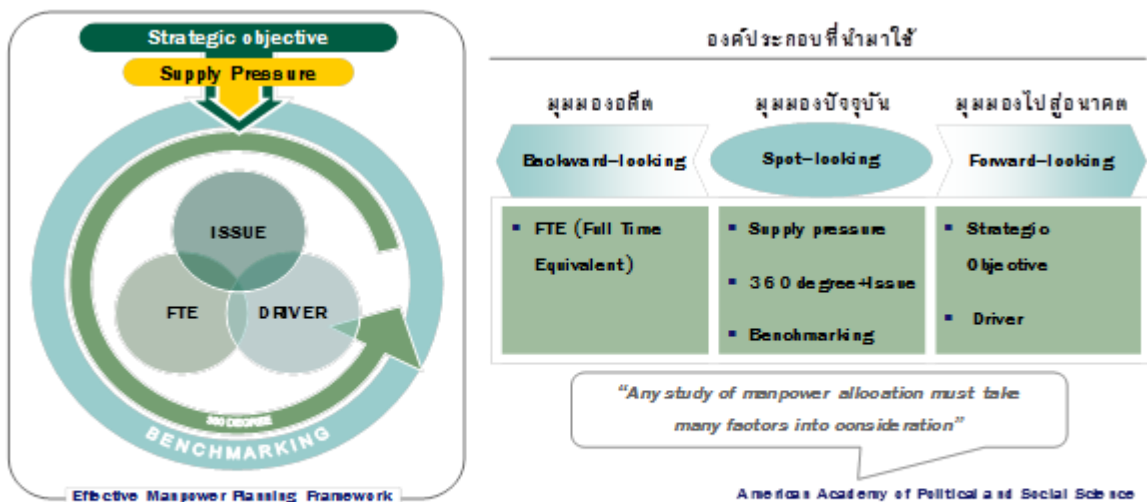 Strategic objective
Supply Pressure
ISSUE
FTE
DRIVER
360 DEGREE
BENCHMARKING
Effective Manpower Planning Framework
องค์ประกอบที่นำมาใช้
มุมมองอดีต
มุมมองปัจจุบัน
มุมมองไปสู่อนาคต
Backward-looking
Spot-looking
Forward-looking
▪ FTE (Full Time
Equivalent)
▪ Supply pressure
▪ 360 degree+Issue
▪ Benchmarking
▪ Strategic
Objective
▪ Driver
“Any study of manpower allocation must take
many factors into consideration”
American Academy of Political and Social Science